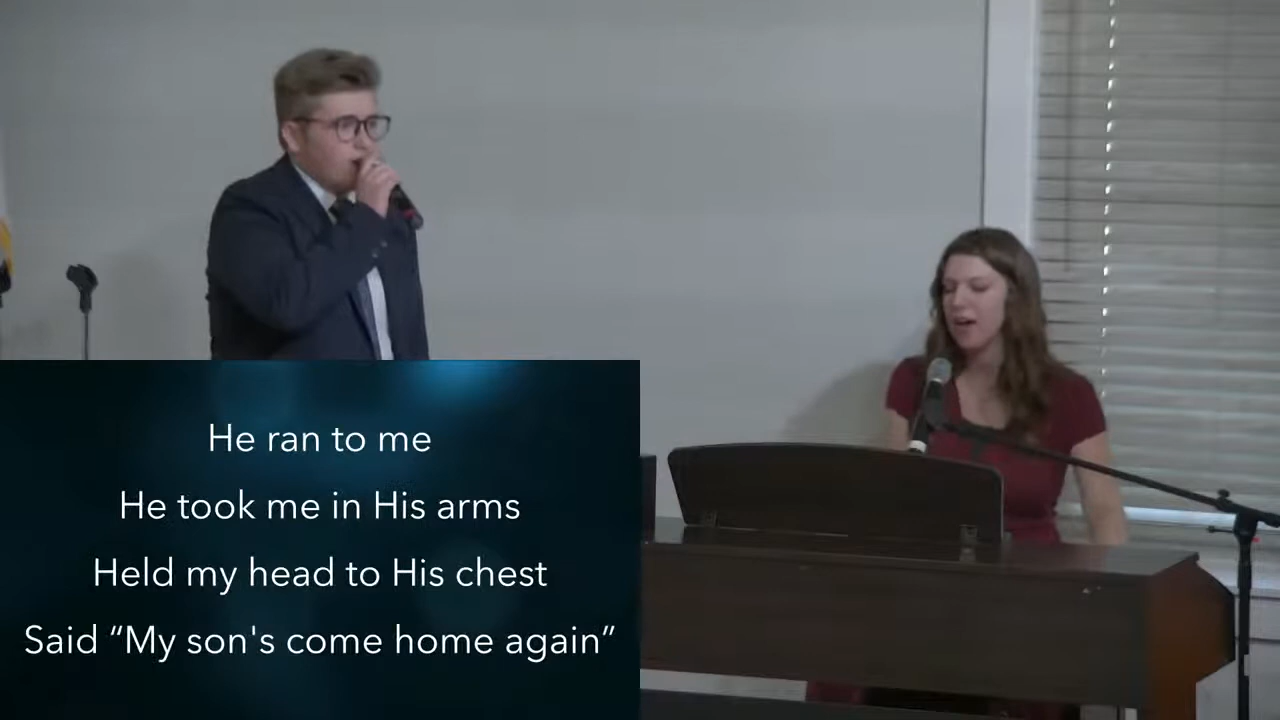 He ran to me
He took me in His arms
Held my head to His chest
Said “My son's come home again”